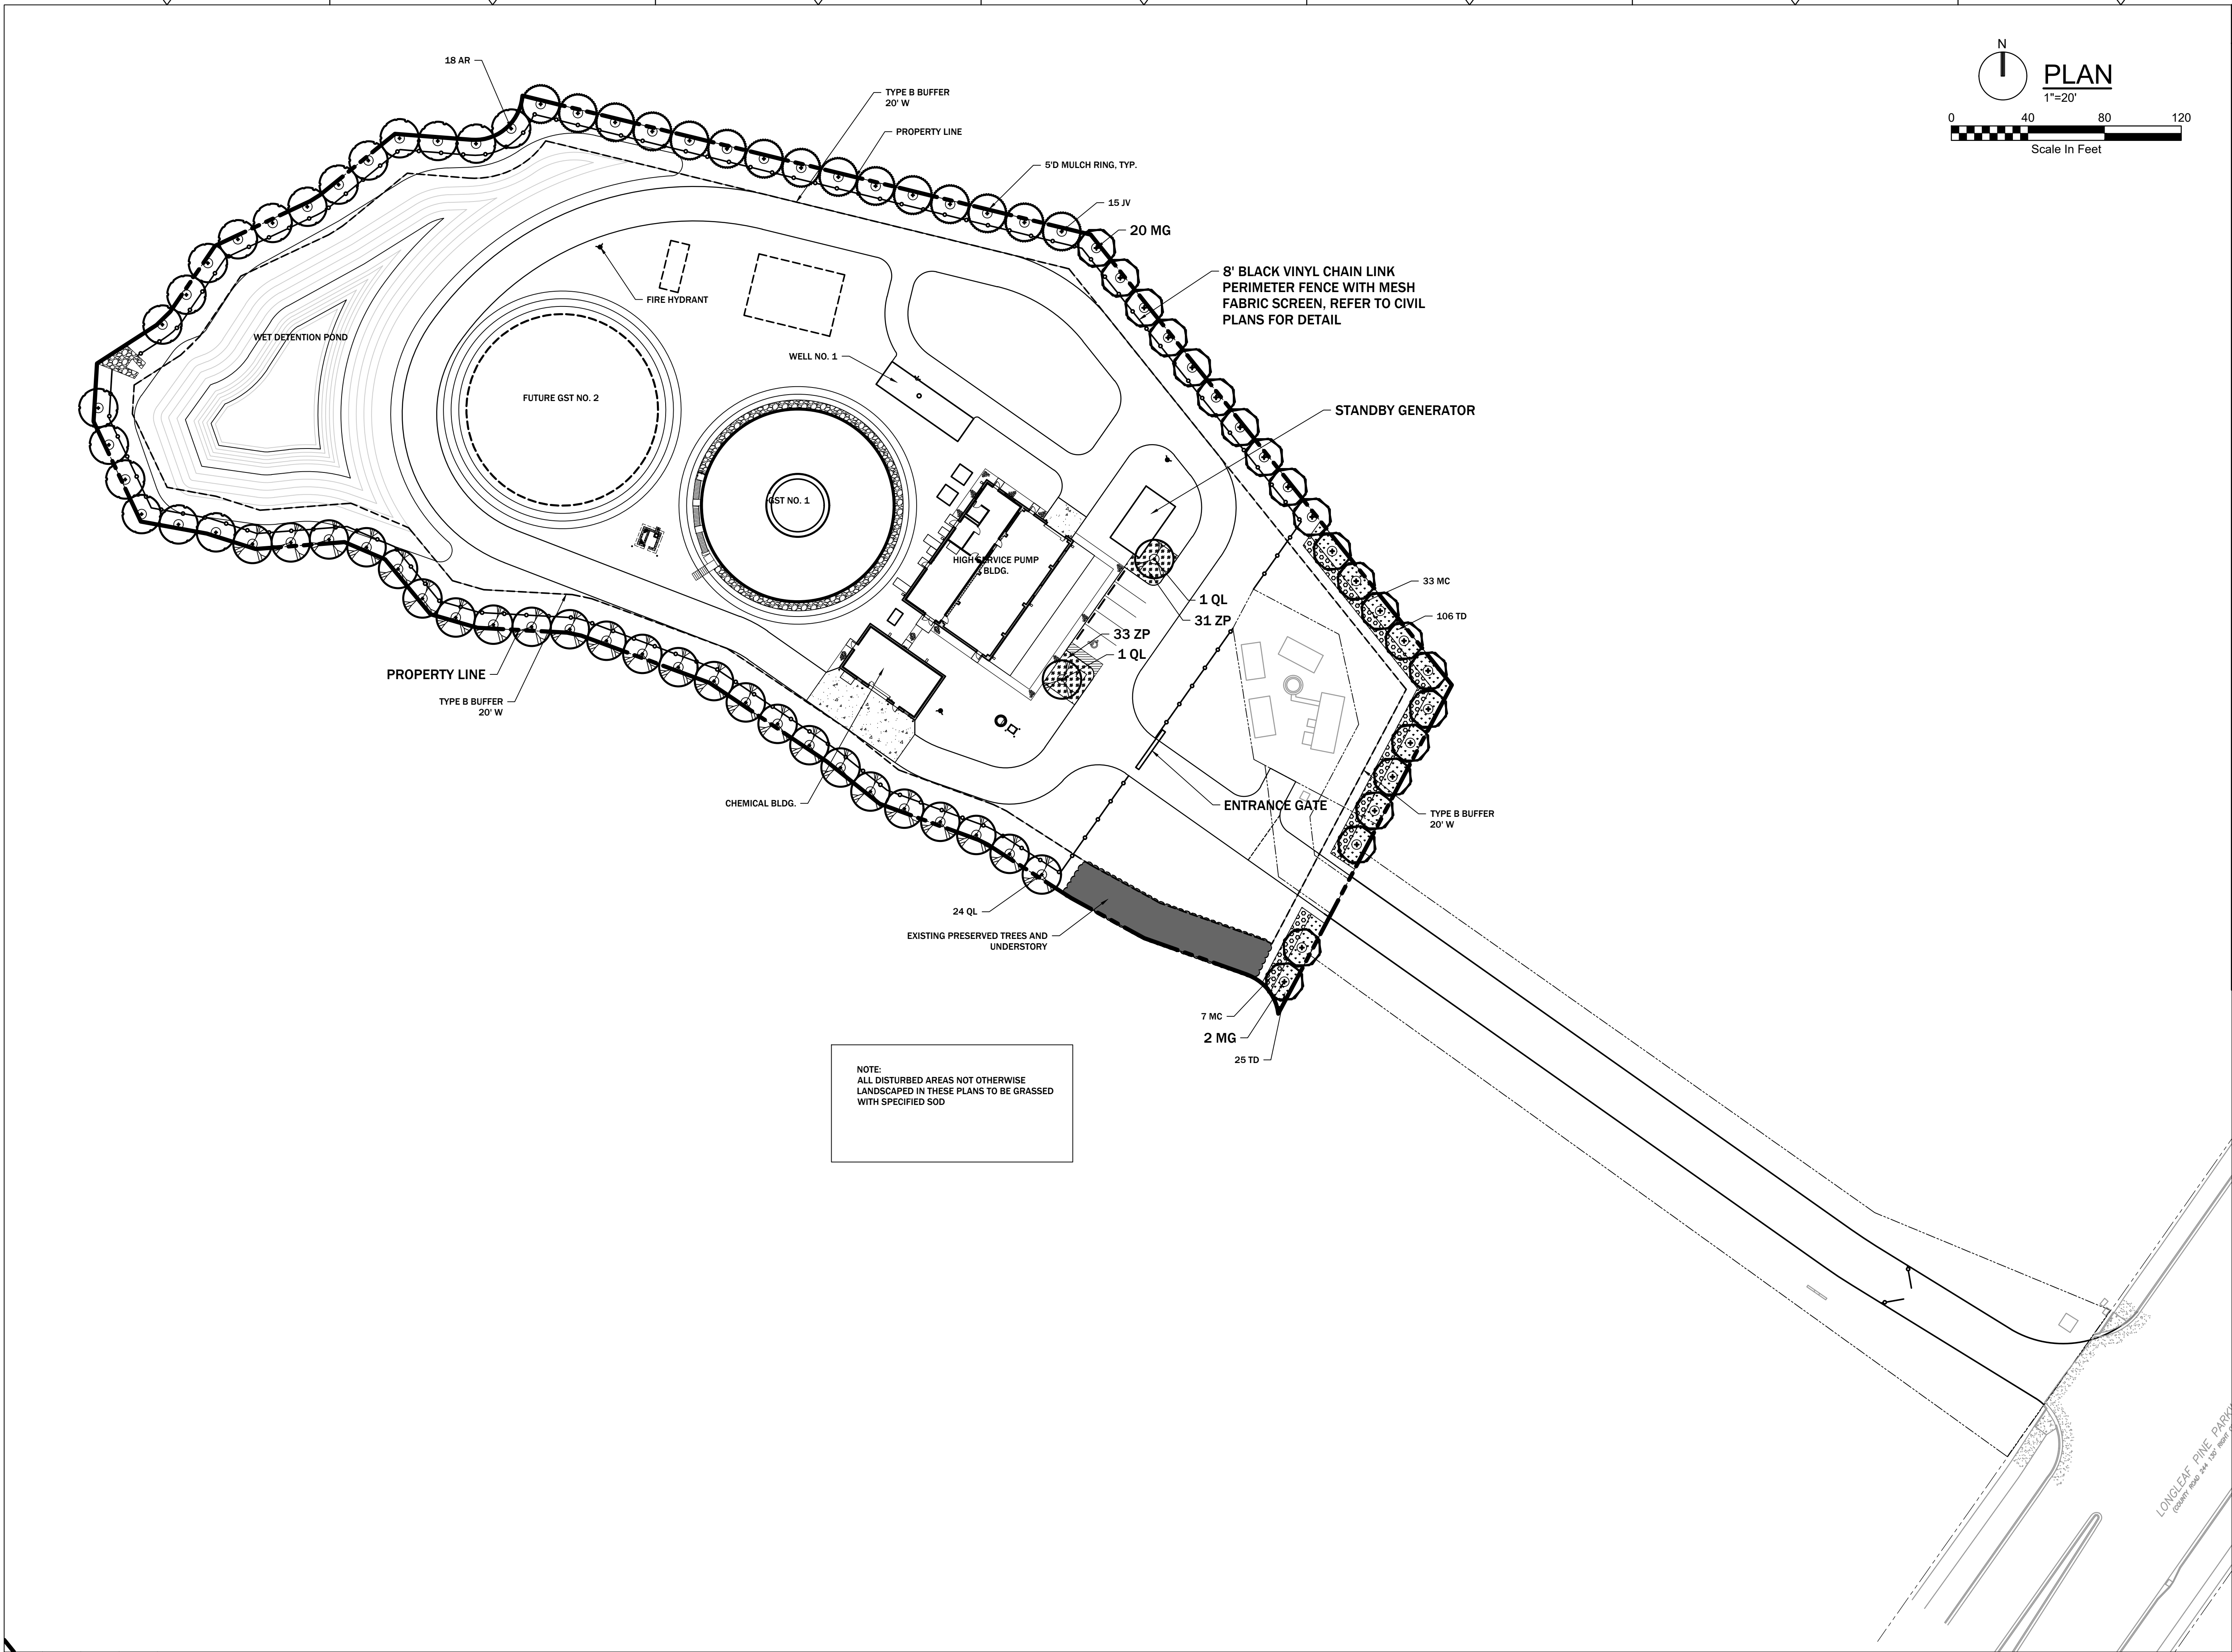 N
PLAN
1"=20'
0 40 80 120
Scale In Feet
18 AR
TYPE B BUFFER
20' W
PROPERTY LINE
5'D MULCH RING, TYP.
15 JV
20 MG
8' BLACK VINYL CHAIN LINK
PERIMETER FENCE WITH MESH
FABRIC SCREEN, REFER TO CIVIL
PLANS FOR DETAIL
FIRE HYDRANT
WET DETENTION POND
WELL NO. 1
FUTURE GST NO. 2
STANDBY GENERATOR
GST NO. 1
HIGH SERVICE PUMP
BLDG.
33 MC
1 QL
106 TD
31 ZP
33 ZP
1 QL
PROPERTY LINE
TYPE B BUFFER
20' W
CHEMICAL BLDG.
ENTRANCE GATE
TYPE B BUFFER
20' W
24 QL
EXISTING PRESERVED TREES AND
UNDERSTORY
7 MC
2 MG
25 TD
NOTE:
ALL DISTURBED AREAS NOT OTHERWISE
LANDSCAPED IN THESE PLANS TO BE GRASSED
WITH SPECIFIED SOD
LONGLEAF PINE
(COUNTY ROAD 244 130' RIGHT